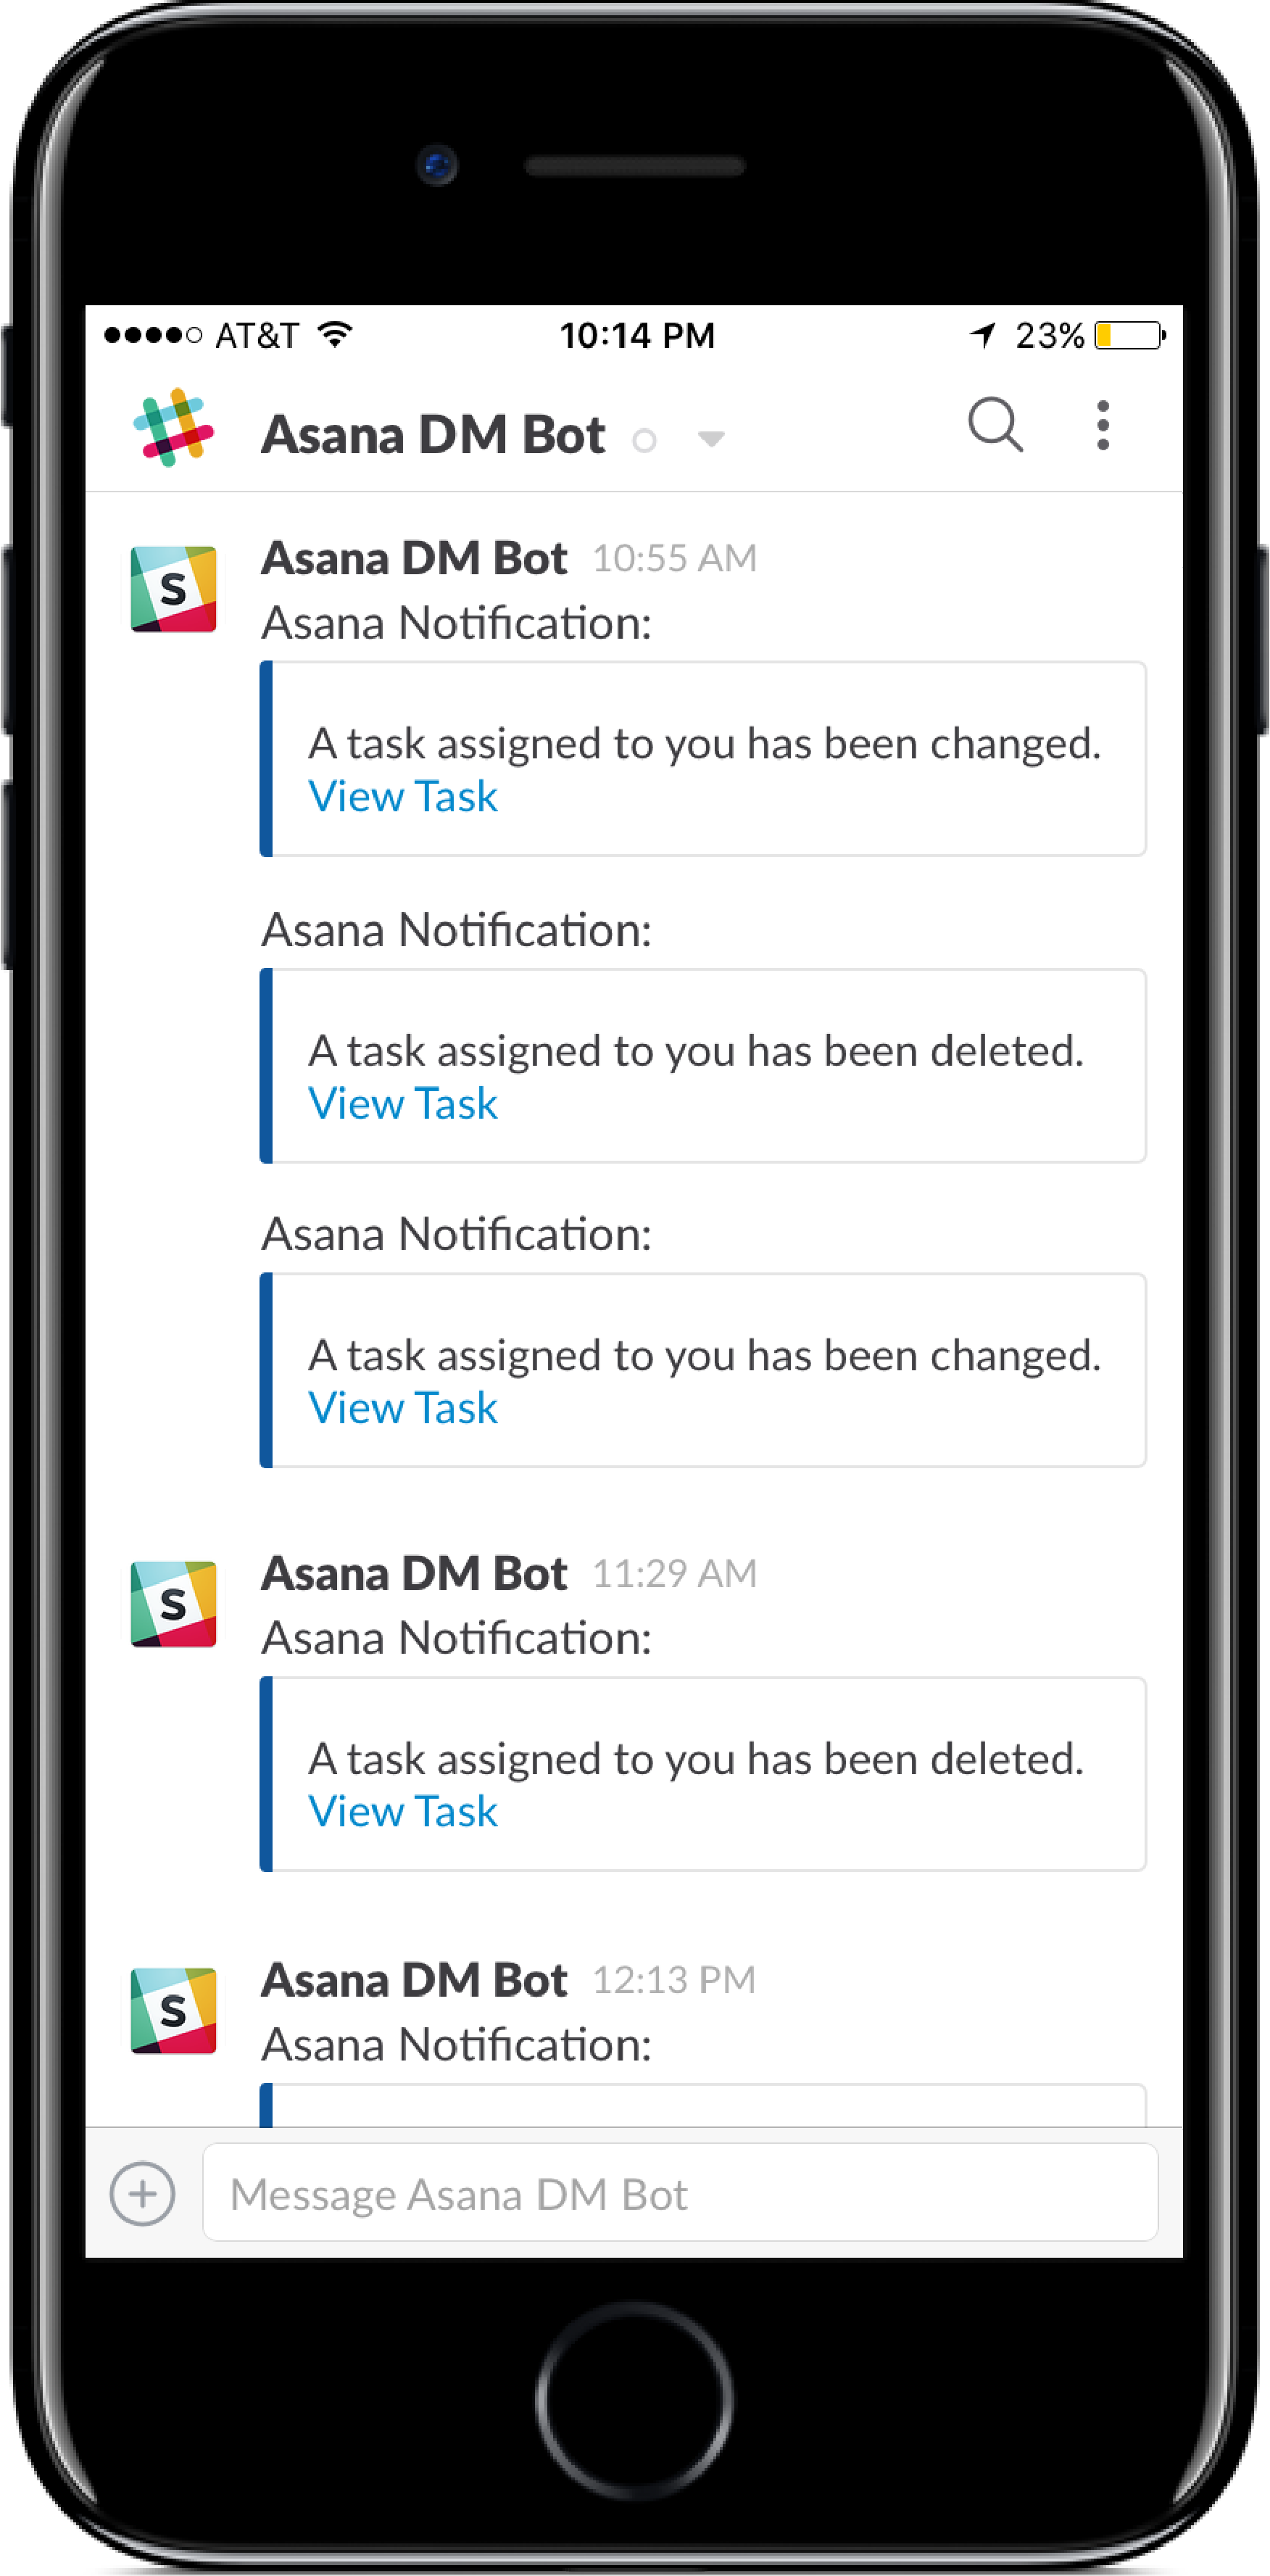 AT&T 10:14 PM 23%
Asana DM Bot
Asana DM Bot 10:55 AM
Asana Notification:
A task assigned to you has been changed.
View Task
Asana Notification:
A task assigned to you has been deleted.
View Task
Asana Notification:
A task assigned to you has been changed.
View Task
S
Asana DM Bot 11:29 AM
Asana Notification:
A task assigned to you has been deleted.
View Task
S
Asana DM Bot 12:13 PM
Asana Notification:
S
Message Asana DM Bot